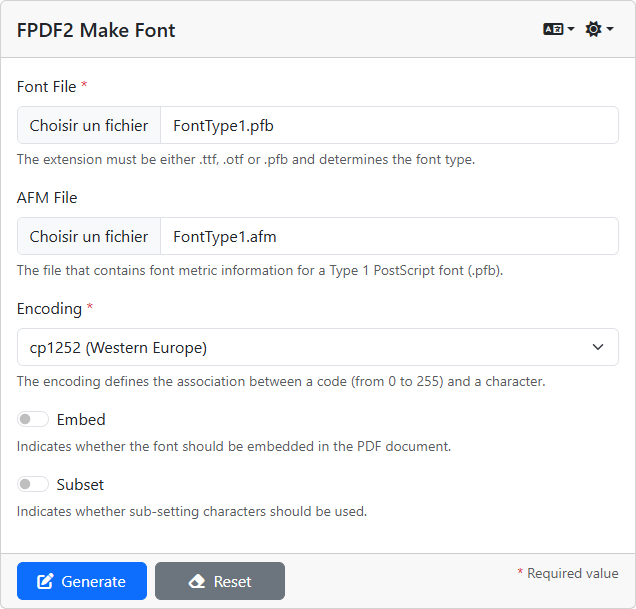 FPDF2 Make Font
Font File *
Choisir un fichier FontType1.pfb
The extension must be either .ttf, .otf or .pfb and determines the font type.
AFM File
Choisir un fichier FontType1.afm
The file that contains font metric information for a Type 1 PostScript font (.pfb).
Encoding *
cp1252 (Western Europe)
The encoding defines the association between a code (from 0 to 255) and a character.
Embed
Indicates whether the font should be embedded in the PDF document.
Subset
Indicates whether sub-setting characters should be used.
Generate Reset * Required value